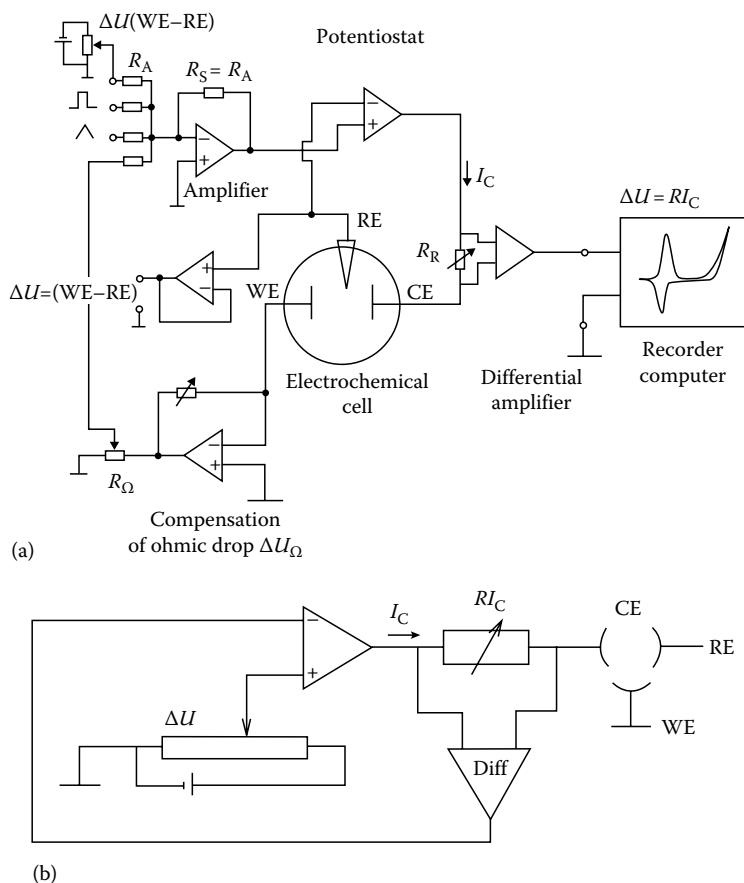 ΔU(WE–RE)
Potentiostat
R_A
R_S = R_A
−
+
−
+
Amplifier
I_C
ΔU = RI_C
RE
R_R
+
−
ΔU=(WE–RE)
WE
CE
Electrochemical
cell
Differential
amplifier
Recorder
computer
−
+
R_Ω
Compensation
of ohmic drop ΔU_Ω
(a)
I_C
RI_C
CE
−
+
RE
ΔU
WE
Diff
(b)